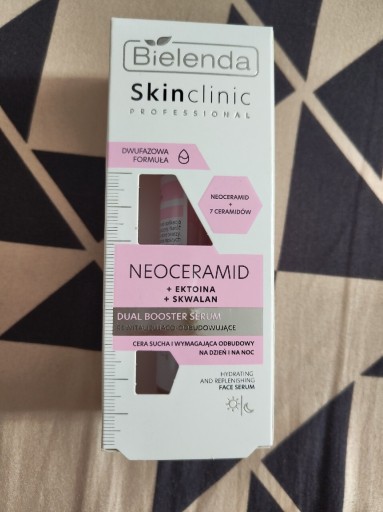 Bielenda
Skinclinic
PROFESSIONAL
DWUFAZOWA
FORMUŁA
NEOCERAMID
+
7 CERAMIDÓW
NEOCERAMID
+ EKTOINA
+ SKWALAN
DUAL BOOSTER SERUM
CERA SUCHA I WYMAGAJĄCA ODBUDOWY
NA DZIEŃ I NA NOC
HYDRATING
AND REPLENISHING
FACE SERUM